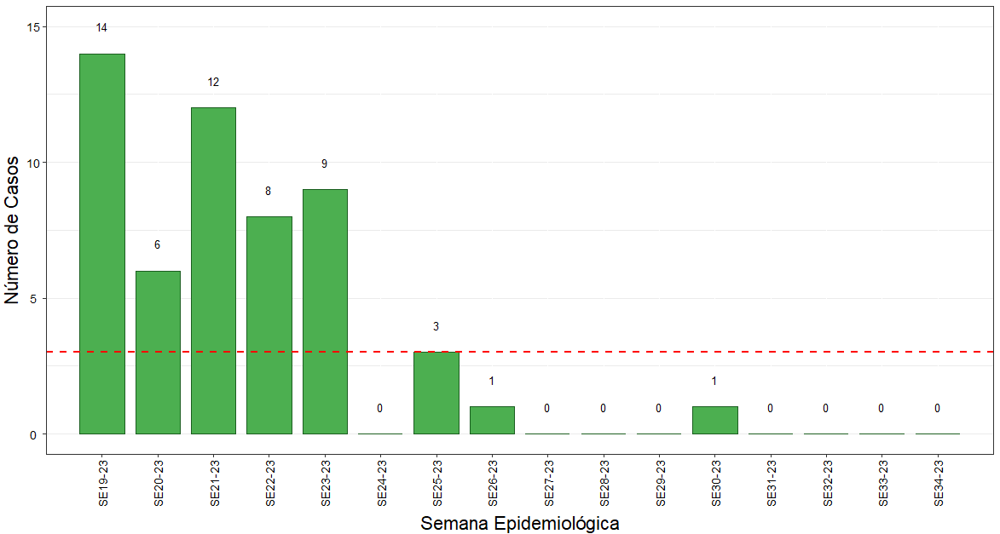 Número de Casos
15
10
5
0
14
6
12
8
9
0
3
1
0
0
0
1
0
0
0
0
SE19-23
SE20-23
SE21-23
SE22-23
SE23-23
SE24-23
SE25-23
SE26-23
SE27-23
SE28-23
SE29-23
SE30-23
SE31-23
SE32-23
SE33-23
SE34-23
Semana Epidemiológica